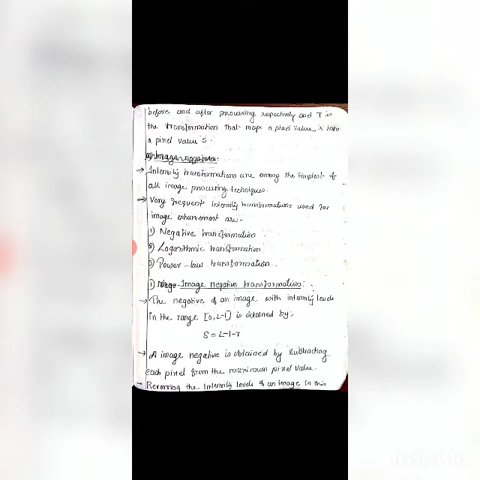 before and after processing respectively and T is
the transformation that maps a pixel value r into
a pixel value S.
Image negatives:
→ Intensity transformations are among the simplest of
all image processing techniques.
→ Very frequent intensity transformations used for
image enhancement are-
1) Negative transformation
2) Logarithmic transformation
3) Power-law transformation.
1) Image negative transformation:
→ The negative of an image with intensity levels
in the range [0, L-1] is obtained by.
S = L-1-r
→ A image negative is obtained by subtracting
each pixel from the maximum pixel value.
→ Reversing the intensity levels of an image in this